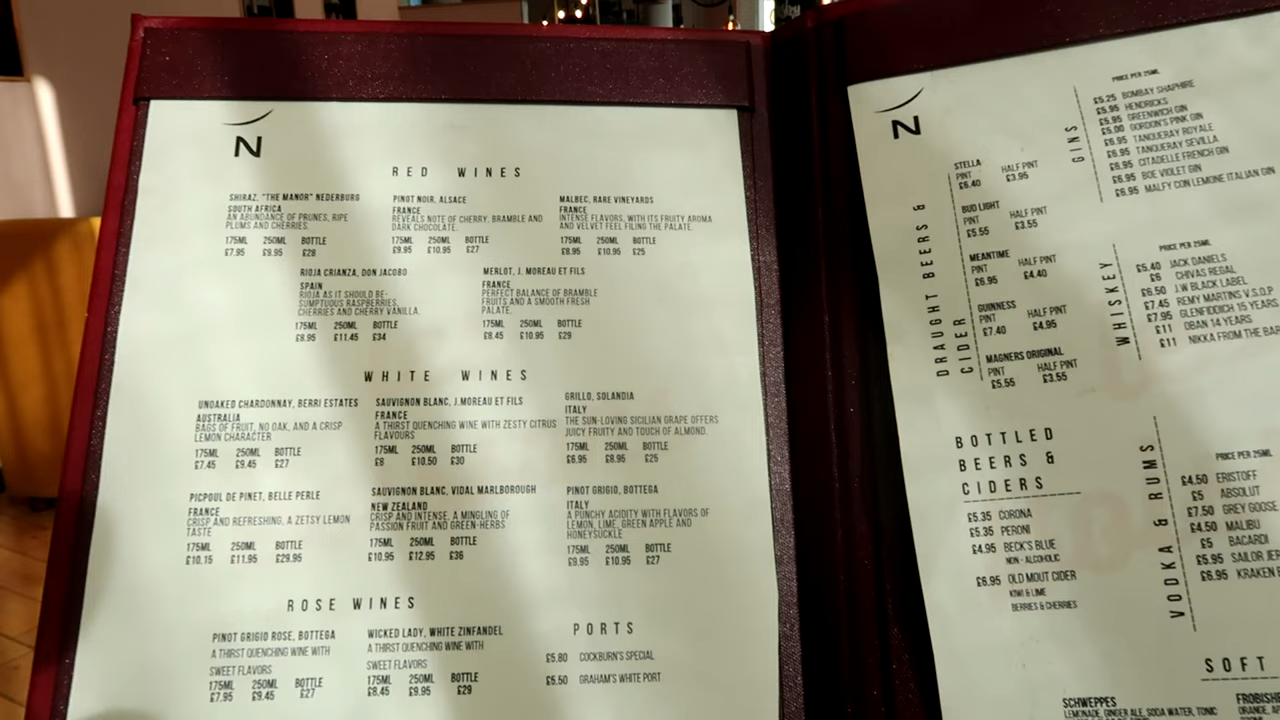 N
RED WINES
SHIRAZ, "THE MANOR" NEDERBURG
SOUTH AFRICA
AN ABUNDANCE OF PRUNES, RIPE
PLUMS AND CHERRIES.
175ML 250ML BOTTLE
£7.95 £9.95 £28
PINOT NOIR, ALSACE
FRANCE
REVEALS NOTE OF CHERRY, BRAMBLE AND
DARK CHOCOLATE.
175ML 250ML BOTTLE
£9.95 £10.95 £27
MALBEC, RARE VINEYARDS
FRANCE
INTENSE FLAVORS, WITH ITS FRUITY AROMA
AND VELVET FEEL FILING THE PALATE.
175ML 250ML BOTTLE
£8.95 £10.95 £25
RIOJA CRIANZA, DON JACOBO
SPAIN
RIOJA AS IT SHOULD BE-
SUMPTUOUS RASPBERRIES,
CHERRIES AND CHERRY VANILLA.
175ML 250ML BOTTLE
£8.95 £11.45 £34
MERLOT, J. MOREAU ET FILS
FRANCE
PERFECT BALANCE OF BRAMBLE
FRUITS AND A SMOOTH FRESH
PALATE.
175ML 250ML BOTTLE
£8.45 £10.95 £29
WHITE WINES
UNOAKED CHARDONNAY, BERRI ESTATES
AUSTRALIA
BAGS OF FRUIT, NO OAK, AND A CRISP
LEMON CHARACTER
175ML 250ML BOTTLE
£7.45 £9.45 £27
SAUVIGNON BLANC, J.MOREAU ET FILS
FRANCE
A THIRST QUENCHING WINE WITH ZESTY CITRUS
FLAVOURS
175ML 250ML BOTTLE
£8 £10.50 £30
GRILLO, SOLANDIA
ITALY
THE SUN-LOVING SICILIAN GRAPE OFFERS
JUICY FRUITY AND TOUCH OF ALMOND.
175ML 250ML BOTTLE
£6.95 £8.95 £25
PICPOUL DE PINET, BELLE PERLE
FRANCE
CRISP AND REFRESHING, A ZETSY LEMON
TASTE
175ML 250ML BOTTLE
£10.15 £11.95 £29.95
SAUVIGNON BLANC, VIDAL MARLBOROUGH
NEW ZEALAND
CRISP AND INTENSE, A MINGLING OF
PASSION FRUIT AND GREEN-HERBS
175ML 250ML BOTTLE
£10.95 £12.95 £36
PINOT GRIGIO, BOTTEGA
ITALY
A PUNCHY ACIDITY WITH FLAVORS OF
LEMON, LIME, GREEN APPLE AND
HONEYSUCKLE
175ML 250ML BOTTLE
£9.95 £10.95 £27
ROSE WINES
PINOT GRIGIO ROSE, BOTTEGA
A THIRST QUENCHING WINE WITH
SWEET FLAVORS
175ML 250ML BOTTLE
£7.95 £9.45 £27
WICKED LADY, WHITE ZINFANDEL
A THIRST QUENCHING WINE WITH
SWEET FLAVORS
175ML 250ML BOTTLE
£8.45 £9.95 £29
PORTS
£5.80 COCKBURN'S SPECIAL
£5.50 GRAHAM'S WHITE PORT
N
DRAUGHT BEERS &
CIDER
STELLA
PINT HALF PINT
£6.40 £3.95
BUD LIGHT
PINT HALF PINT
£5.55 £3.55
MEANTIME
PINT HALF PINT
£6.95 £4.40
GUINNESS
PINT HALF PINT
£7.40 £4.95
MAGNERS ORIGINAL
PINT HALF PINT
£5.55 £3.55
BOTTLED
BEERS &
CIDERS
£5.35 CORONA
£5.35 PERONI
£4.95 BECK'S BLUE
NON - ALCOHOLIC
£6.95 OLD MOUT CIDER
KIWI & LIME
BERRIES & CHERRIES
GINS
PRICE PER 25ML
£5.25 BOMBAY SHAPHIRE
£5.95 HENDRICKS
£5.95 GREENWICH GIN
£5.00 GORDON'S PINK GIN
£6.95 TANQUERAY ROYALE
£6.95 TANQUERAY SEVILLA
£6.95 CITADELLE FRENCH GIN
£6.95 BOE VIOLET GIN
£6.95 MALFY CON LEMONE ITALIAN GIN
WHISKEY
PRICE PER 25ML
£5.40 JACK DANIELS
£6 CHIVAS REGAL
£6.50 J.W BLACK LABEL
£7.45 REMY MARTINS V.S.O.P
£7.95 GLENFIDDICH 15 YEARS
£11 OBAN 14 YEARS
£11 NIKKA FROM THE BAR
VODKA & RUMS
PRICE PER 25ML
£4.50 ERISTOFF
£5 ABSOLUT
£7.50 GREY GOOSE
£4.50 MALIBU
£5 BACARDI
£5.95 SAILOR JER
£6.95 KRAKEN
SOFT
SCHWEPPES
LEMONADE, GINGER ALE, SODA WATER, TONIC
FROBISH
ORANGE, AP